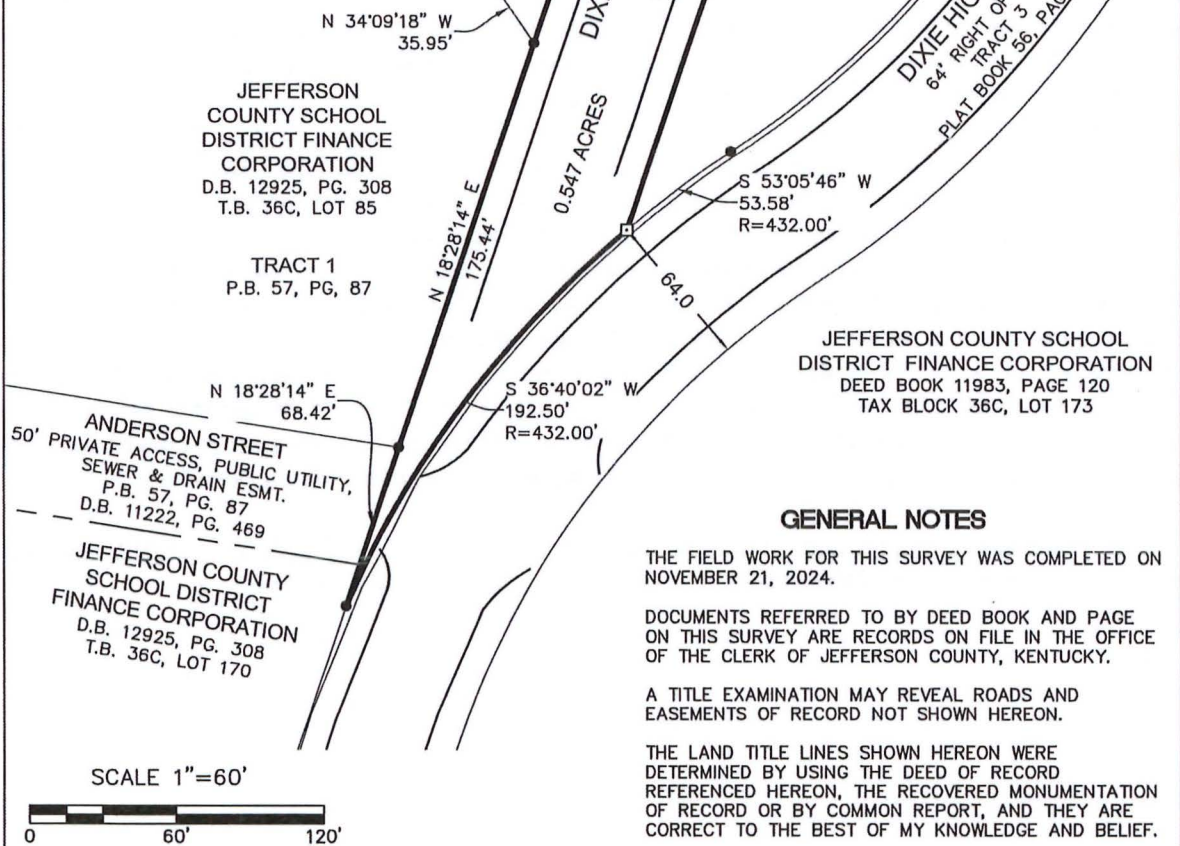 N 34°09'18" W
35.95'
DIX
DIXIE HIG
64' RIGHT OF
TRACT 3
PLAT BOOK 56, PAG
JEFFERSON
COUNTY SCHOOL
DISTRICT FINANCE
CORPORATION
D.B. 12925, PG. 308
T.B. 36C, LOT 85
TRACT 1
P.B. 57, PG, 87
N 18°28'14" E
175.44'
0.547 ACRES
S 53°05'46" W
53.58'
R=432.00'
64.0
JEFFERSON COUNTY SCHOOL
DISTRICT FINANCE CORPORATION
DEED BOOK 11983, PAGE 120
TAX BLOCK 36C, LOT 173
N 18°28'14" E
68.42'
S 36°40'02" W
192.50'
R=432.00'
ANDERSON STREET
50' PRIVATE ACCESS, PUBLIC UTILITY,
SEWER & DRAIN ESMT.
P.B. 57, PG. 87
D.B. 11222, PG. 469
JEFFERSON COUNTY
SCHOOL DISTRICT
FINANCE CORPORATION
D.B. 12925, PG. 308
T.B. 36C, LOT 170
SCALE 1"=60'
0 60' 120'
GENERAL NOTES
THE FIELD WORK FOR THIS SURVEY WAS COMPLETED ON
NOVEMBER 21, 2024.
DOCUMENTS REFERRED TO BY DEED BOOK AND PAGE
ON THIS SURVEY ARE RECORDS ON FILE IN THE OFFICE
OF THE CLERK OF JEFFERSON COUNTY, KENTUCKY.
A TITLE EXAMINATION MAY REVEAL ROADS AND
EASEMENTS OF RECORD NOT SHOWN HEREON.
THE LAND TITLE LINES SHOWN HEREON WERE
DETERMINED BY USING THE DEED OF RECORD
REFERENCED HEREON, THE RECOVERED MONUMENTATION
OF RECORD OR BY COMMON REPORT, AND THEY ARE
CORRECT TO THE BEST OF MY KNOWLEDGE AND BELIEF.